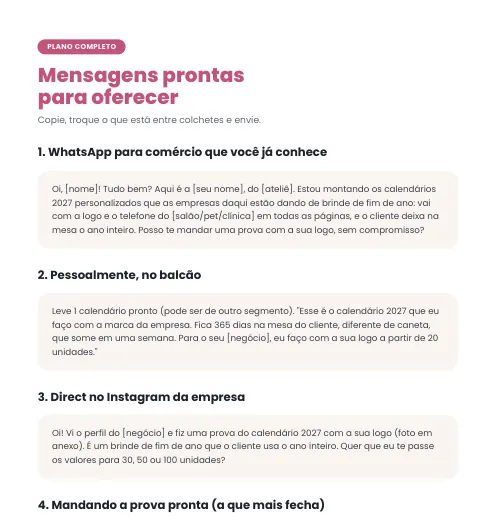 PLANO COMPLETO
Mensagens prontas
para oferecer
Copie, troque o que está entre colchetes e envie.
1. WhatsApp para comércio que você já conhece
Oi, [nome]! Tudo bem? Aqui é a [seu nome], do [ateliê]. Estou montando os calendários
2027 personalizados que as empresas daqui estão dando de brinde de fim de ano: vai
com a logo e o telefone do [salão/pet/clínica] em todas as páginas, e o cliente deixa na
mesa o ano inteiro. Posso te mandar uma prova com a sua logo, sem compromisso?
2. Pessoalmente, no balcão
Leve 1 calendário pronto (pode ser de outro segmento). "Esse é o calendário 2027 que eu
faço com a marca da empresa. Fica 365 dias na mesa do cliente, diferente de caneta,
que some em uma semana. Para o seu [negócio], eu faço com a sua logo a partir de 20
unidades."
3. Direct no Instagram da empresa
Oi! Vi o perfil do [negócio] e fiz uma prova do calendário 2027 com a sua logo (foto em
anexo). É um brinde de fim de ano que o cliente usa o ano inteiro. Quer que eu te passe
os valores para 30, 50 ou 100 unidades?
4. Mandando a prova pronta (a que mais fecha)